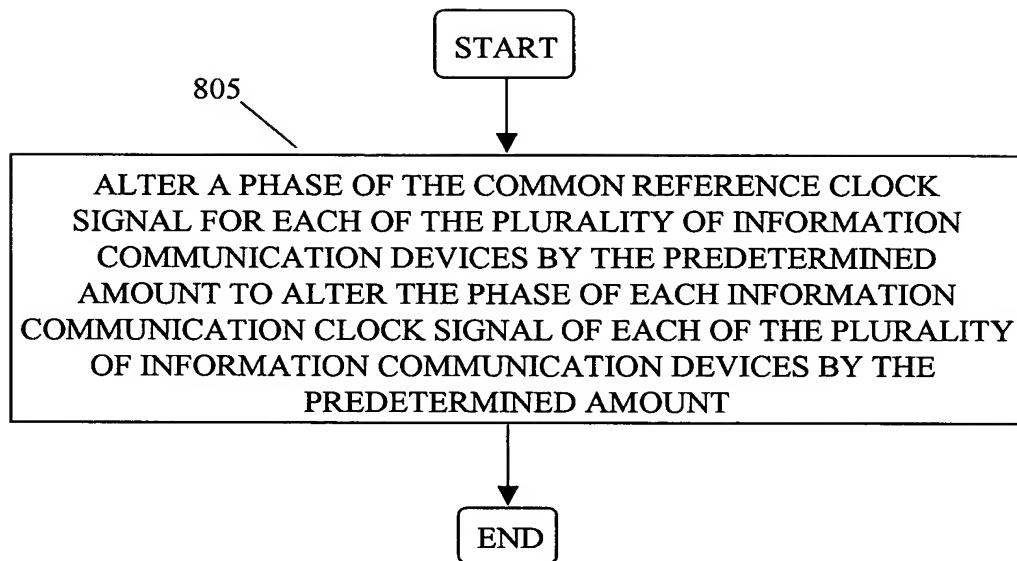 START
805
ALTER A PHASE OF THE COMMON REFERENCE CLOCK
SIGNAL FOR EACH OF THE PLURALITY OF INFORMATION
COMMUNICATION DEVICES BY THE PREDETERMINED
AMOUNT TO ALTER THE PHASE OF EACH INFORMATION
COMMUNICATION CLOCK SIGNAL OF EACH OF THE PLURALITY
OF INFORMATION COMMUNICATION DEVICES BY THE
PREDETERMINED AMOUNT
END